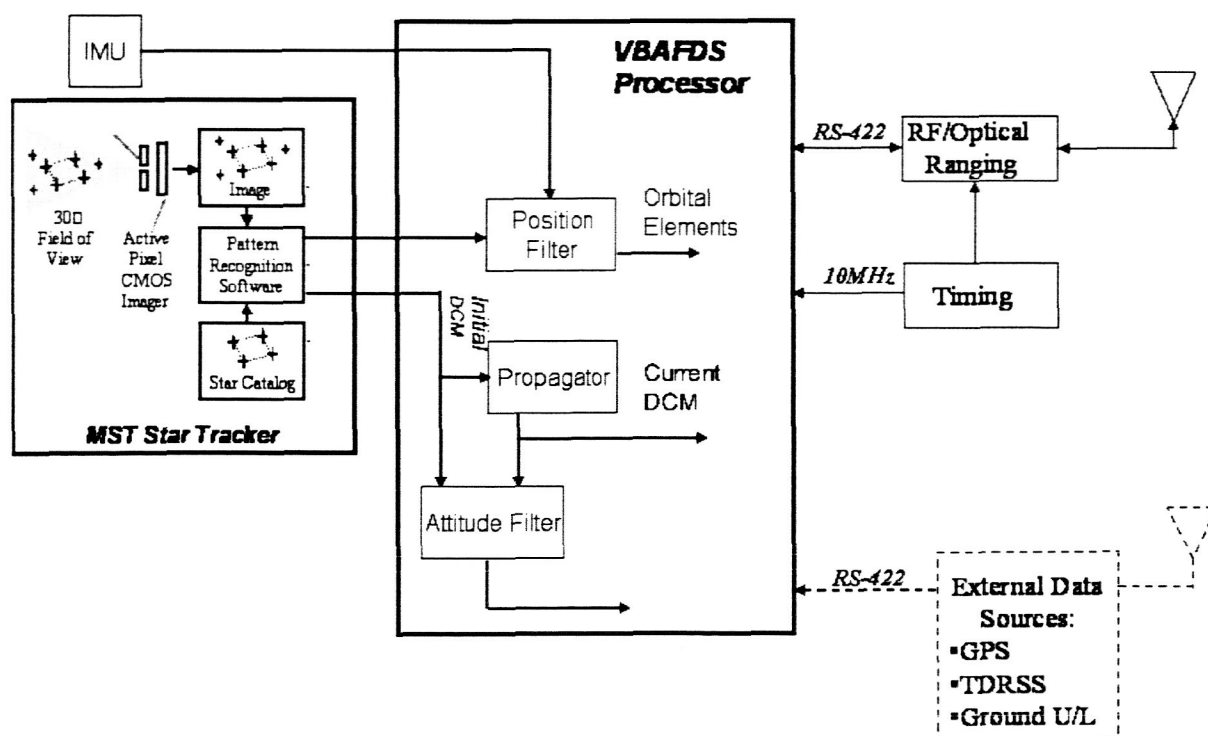 IMU
VBAFDS
Processor
Image
30□
Field of
View
Active
Pixel
CMOS
Imager
Pattern
Recognition
Software
Star Catalog
MST Star Tracker
Position
Filter
Orbital
Elements
Initial
DCM
Propagator
Current
DCM
Attitude Filter
RS-422
RF/Optical
Ranging
10MHz
Timing
RS-422
External Data
Sources:
▪GPS
▪TDRSS
▪Ground U/L